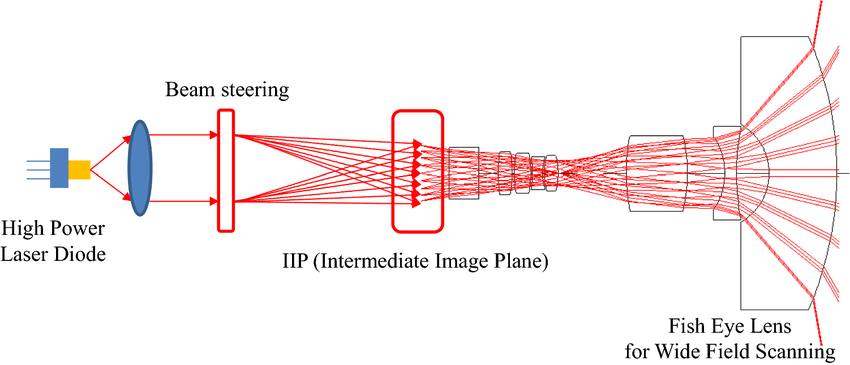 Beam steering
High Power
Laser Diode
IIP (Intermediate Image Plane)
Fish Eye Lens
for Wide Field Scanning